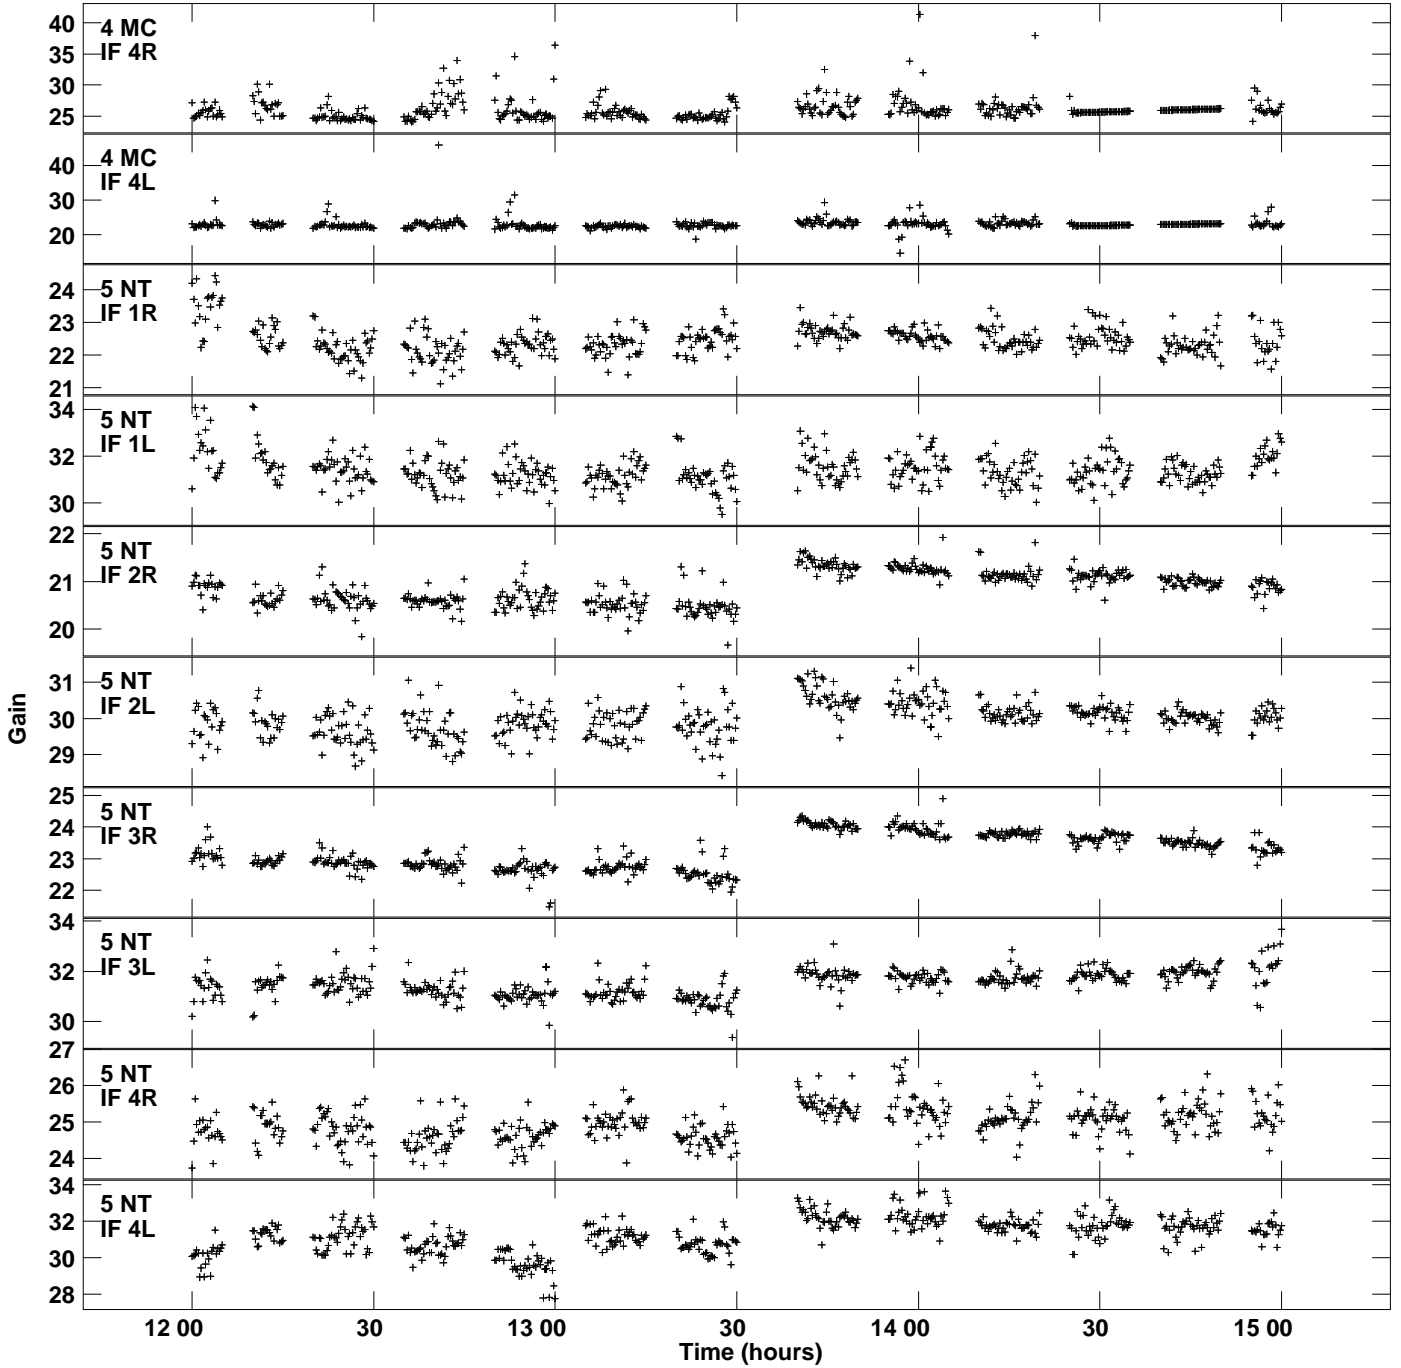 4 MC
IF 4R
40
35
30
25
4 MC
IF 4L
40
30
20
5 NT
IF 1R
24
23
22
21
5 NT
IF 1L
34
32
30
5 NT
IF 2R
22
21
20
5 NT
IF 2L
31
30
29
5 NT
IF 3R
25
24
23
22
5 NT
IF 3L
34
32
30
5 NT
IF 4R
27
26
25
24
5 NT
IF 4L
34
32
30
28
Gain
12 00 30 13 00 30 14 00 30 15 00
Time (hours)